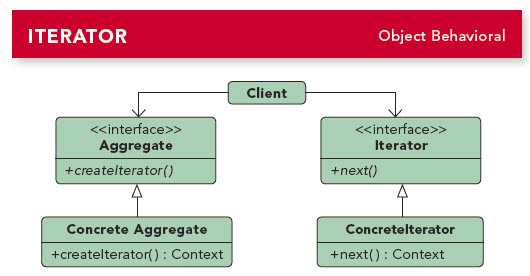 ITERATOR
Object Behavioral
Client
<<interface>>
Aggregate
+createIterator()
<<interface>>
Iterator
+next()
Concrete Aggregate
+createIterator() : Context
ConcreteIterator
+next() : Context